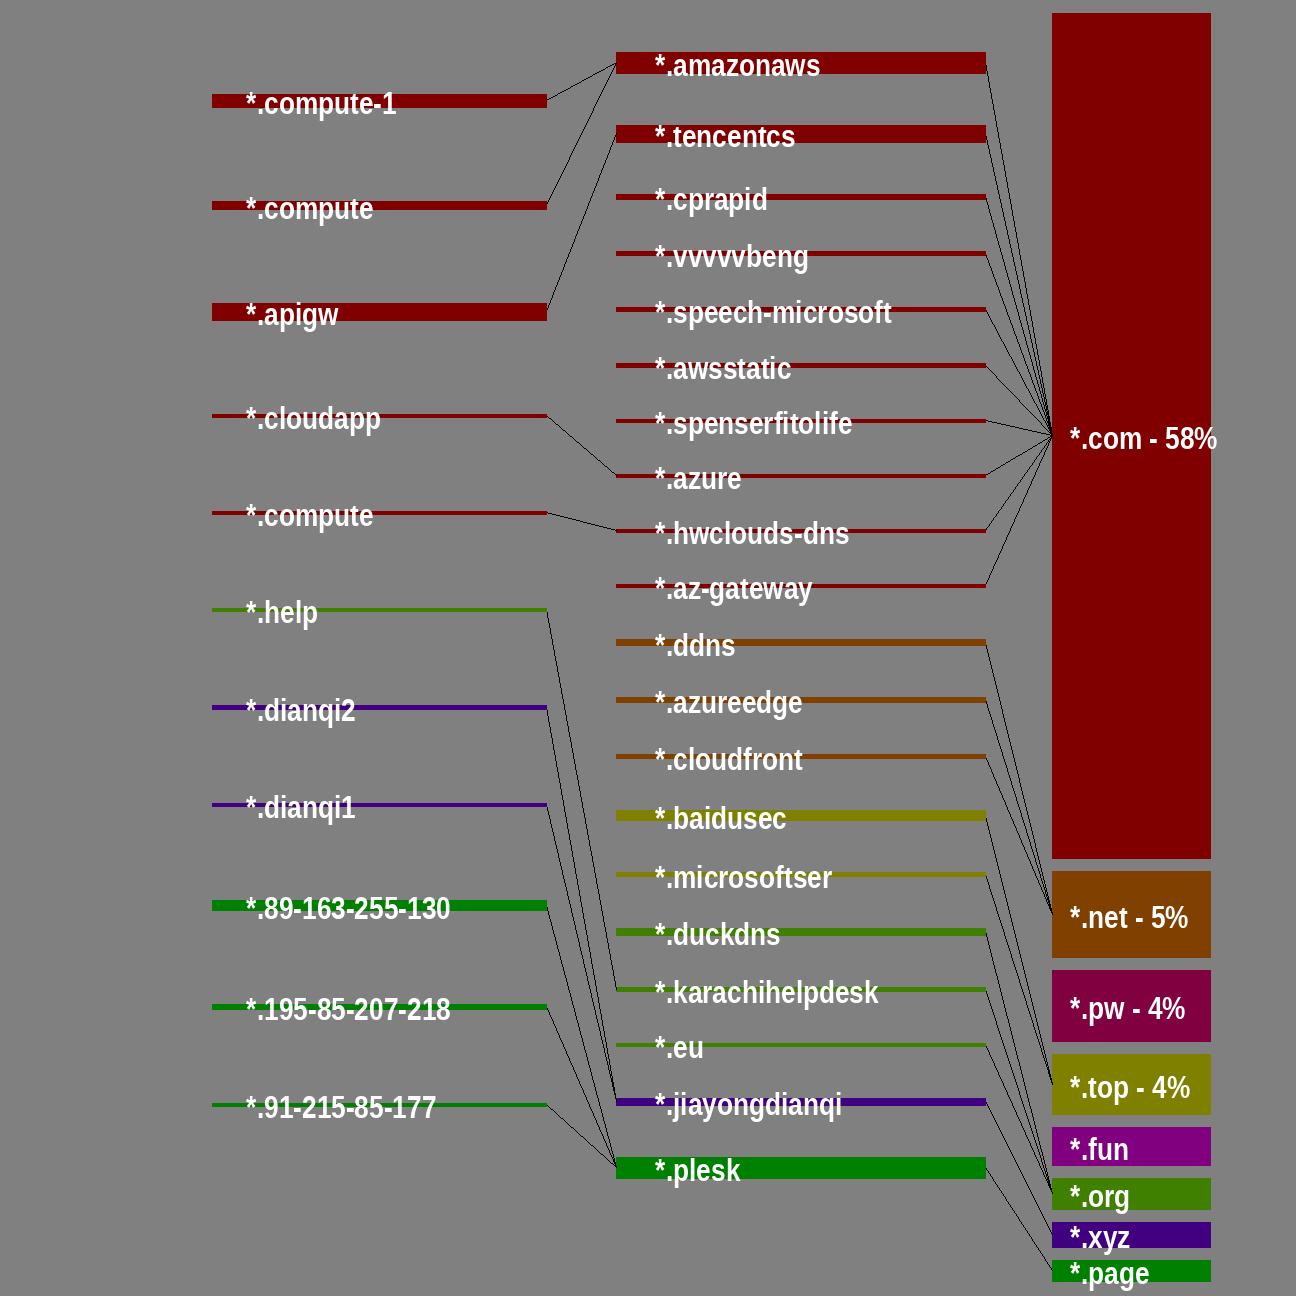 *.compute-1
*.compute
*.apigw
*.cloudapp
*.compute
*.help
*.dianqi2
*.dianqi1
*.89-163-255-130
*.195-85-207-218
*.91-215-85-177
*.amazonaws
*.tencentcs
*.cprapid
*.vvvvvbeng
*.speech-microsoft
*.awsstatic
*.spenserfitolife
*.azure
*.hwclouds-dns
*.az-gateway
*.ddns
*.azureedge
*.cloudfront
*.baidusec
*.microsoftser
*.duckdns
*.karachihelpdesk
*.eu
*.jiayongdianqi
*.plesk
*.com - 58%
*.net - 5%
*.pw - 4%
*.top - 4%
*.fun
*.org
*.xyz
*.page